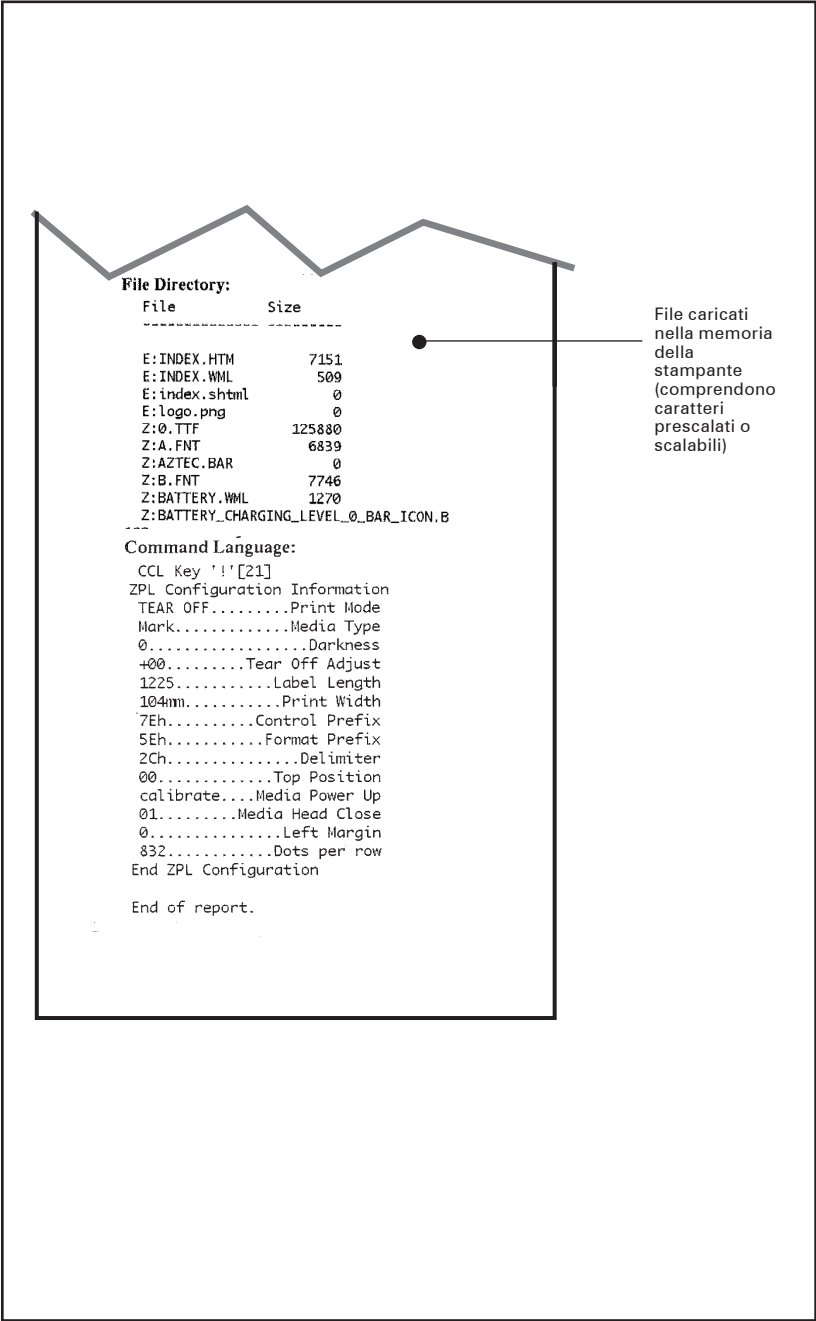 File Directory:
File Size
-------------- ---------
E:INDEX.HTM 7151
E:INDEX.WML 509
E:index.shtml 0
E:logo.png 0
Z:0.TTF 125880
Z:A.FNT 6839
Z:AZTEC.BAR 0
Z:B.FNT 7746
Z:BATTERY.WML 1270
Z:BATTERY_CHARGING_LEVEL_0_BAR_ICON.B
---
Command Language:
CCL Key '!'[21]
ZPL Configuration Information
TEAR OFF.........Print Mode
Mark.............Media Type
0..................Darkness
+00.........Tear Off Adjust
1225...........Label Length
104mm...........Print Width
7Eh..........Control Prefix
5Eh...........Format Prefix
2Ch...............Delimiter
00.............Top Position
calibrate....Media Power Up
01.........Media Head Close
0...............Left Margin
832............Dots per row
End ZPL Configuration
End of report.
File caricati
nella memoria
della
stampante
(comprendono
caratteri
prescalati o
scalabili)